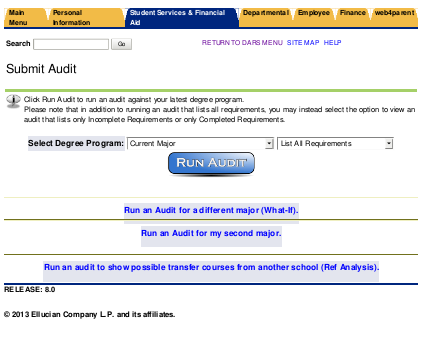 Main Menu
Personal Information
Student Services & Financial Aid
Departmental
Employee
Finance
web4parent
Search
Go
RETURN TO DARS MENU SITE MAP HELP
Submit Audit
Click Run Audit to run an audit against your latest degree program.
Please note that in addition to running an audit that lists all requirements, you may instead select the option to view an
audit that lists only Incomplete Requirements or only Completed Requirements.
Select Degree Program: Current Major List All Requirements
RUN AUDIT
Run an Audit for a different major (What-If).
Run an Audit for my second major.
Run an audit to show possible transfer courses from another school (Ref Analysis).
RELEASE: 8.0
© 2013 Ellucian Company L.P. and its affiliates.